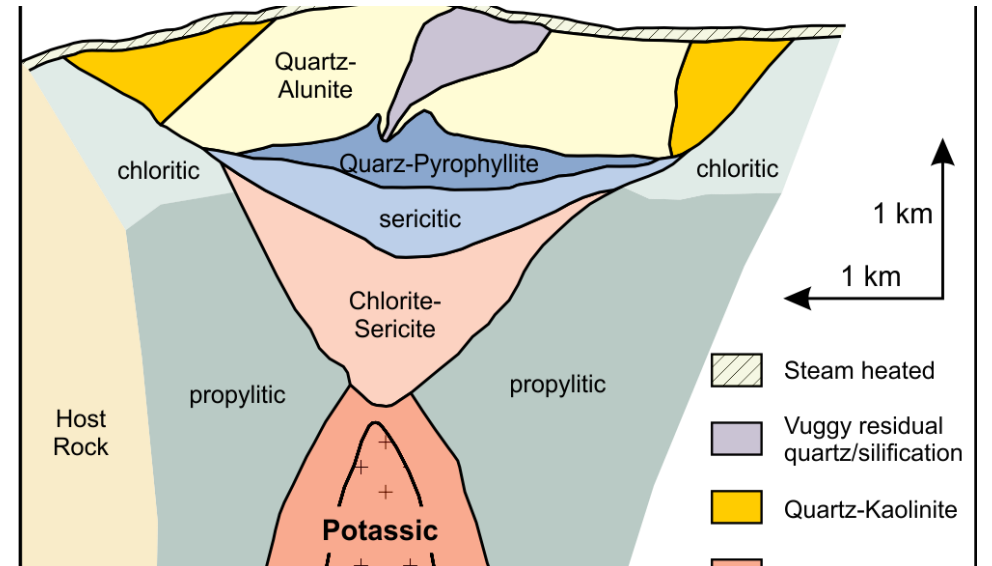 Quartz-
Alunite
Quarz-Pyrophyllite
chloritic
chloritic
sericitic
1 km
1 km
Chlorite-
Sericite
propylitic
propylitic
Host
Rock
Potassic
Steam heated
Vuggy residual
quartz/silification
Quartz-Kaolinite